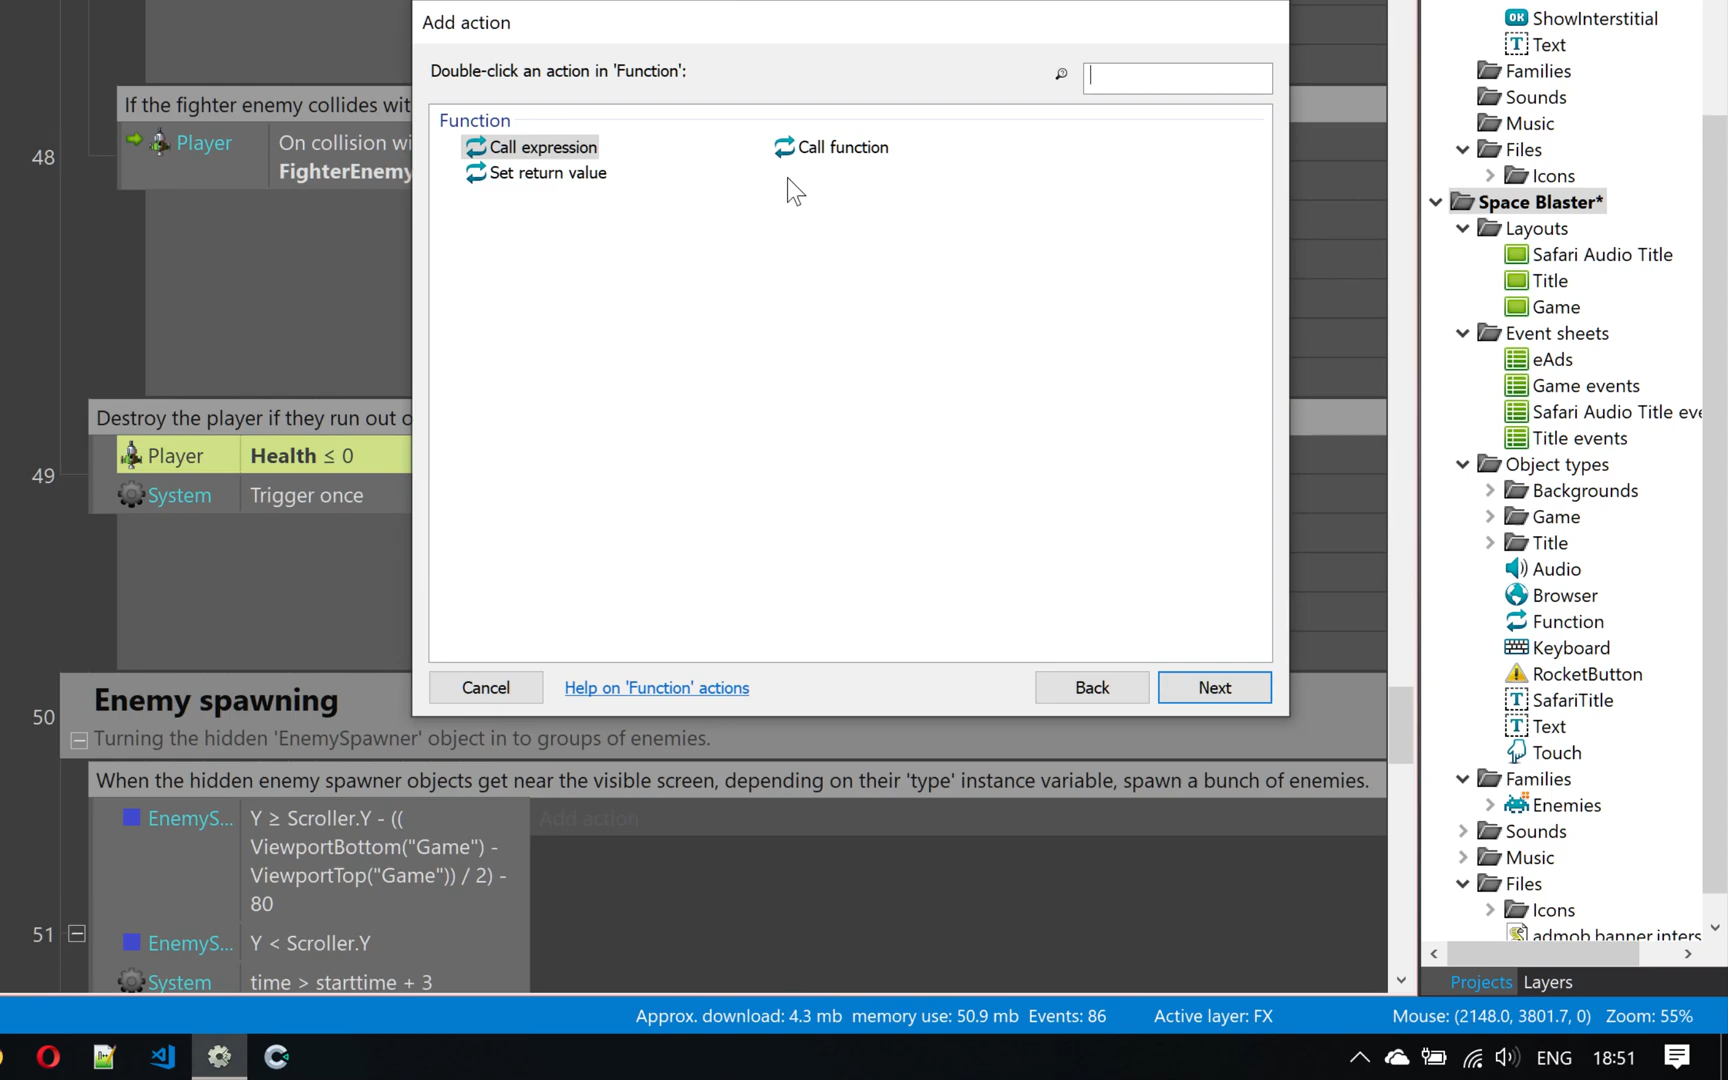 Add action
Double-click an action in 'Function':
Function
Call expression
Call function
Set return value
Cancel
Help on 'Function' actions
Back
Next
If the fighter enemy collides wit
48
Player
On collision wi
FighterEnemy
Destroy the player if they run out o
Player
Health ≤ 0
49
System
Trigger once
50
Enemy spawning
Turning the hidden 'EnemySpawner' object in to groups of enemies.
When the hidden enemy spawner objects get near the visible screen, depending on their 'type' instance variable, spawn a bunch of enemies.
EnemyS...
Y ≥ Scroller.Y - ((
ViewportBottom("Game") -
ViewportTop("Game")) / 2) -
80
Add action
51
EnemyS...
Y < Scroller.Y
System
time > starttime + 3
ShowInterstitial
Text
Families
Sounds
Music
Files
Icons
Space Blaster*
Layouts
Safari Audio Title
Title
Game
Event sheets
eAds
Game events
Safari Audio Title eve
Title events
Object types
Backgrounds
Game
Title
Audio
Browser
Function
Keyboard
RocketButton
SafariTitle
Text
Touch
Families
Enemies
Sounds
Music
Files
Icons
admob banner inters
Projects
Layers
Approx. download: 4.3 mb memory use: 50.9 mb Events: 86
Active layer: FX
Mouse: (2148.0, 3801.7, 0) Zoom: 55%
ENG
18:51